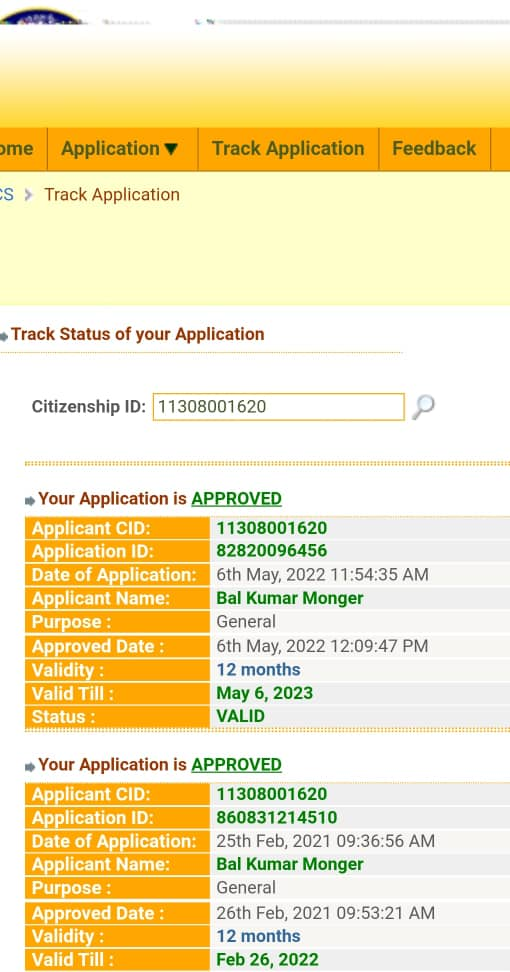 ome Application▼ Track Application Feedback
CS Track Application
Track Status of your Application
Citizenship ID: 11308001620
Your Application is APPROVED
Applicant CID: 11308001620
Application ID: 82820096456
Date of Application: 6th May, 2022 11:54:35 AM
Applicant Name: Bal Kumar Monger
Purpose : General
Approved Date : 6th May, 2022 12:09:47 PM
Validity : 12 months
Valid Till : May 6, 2023
Status : VALID
Your Application is APPROVED
Applicant CID: 11308001620
Application ID: 860831214510
Date of Application: 25th Feb, 2021 09:36:56 AM
Applicant Name: Bal Kumar Monger
Purpose : General
Approved Date : 26th Feb, 2021 09:53:21 AM
Validity : 12 months
Valid Till : Feb 26, 2022